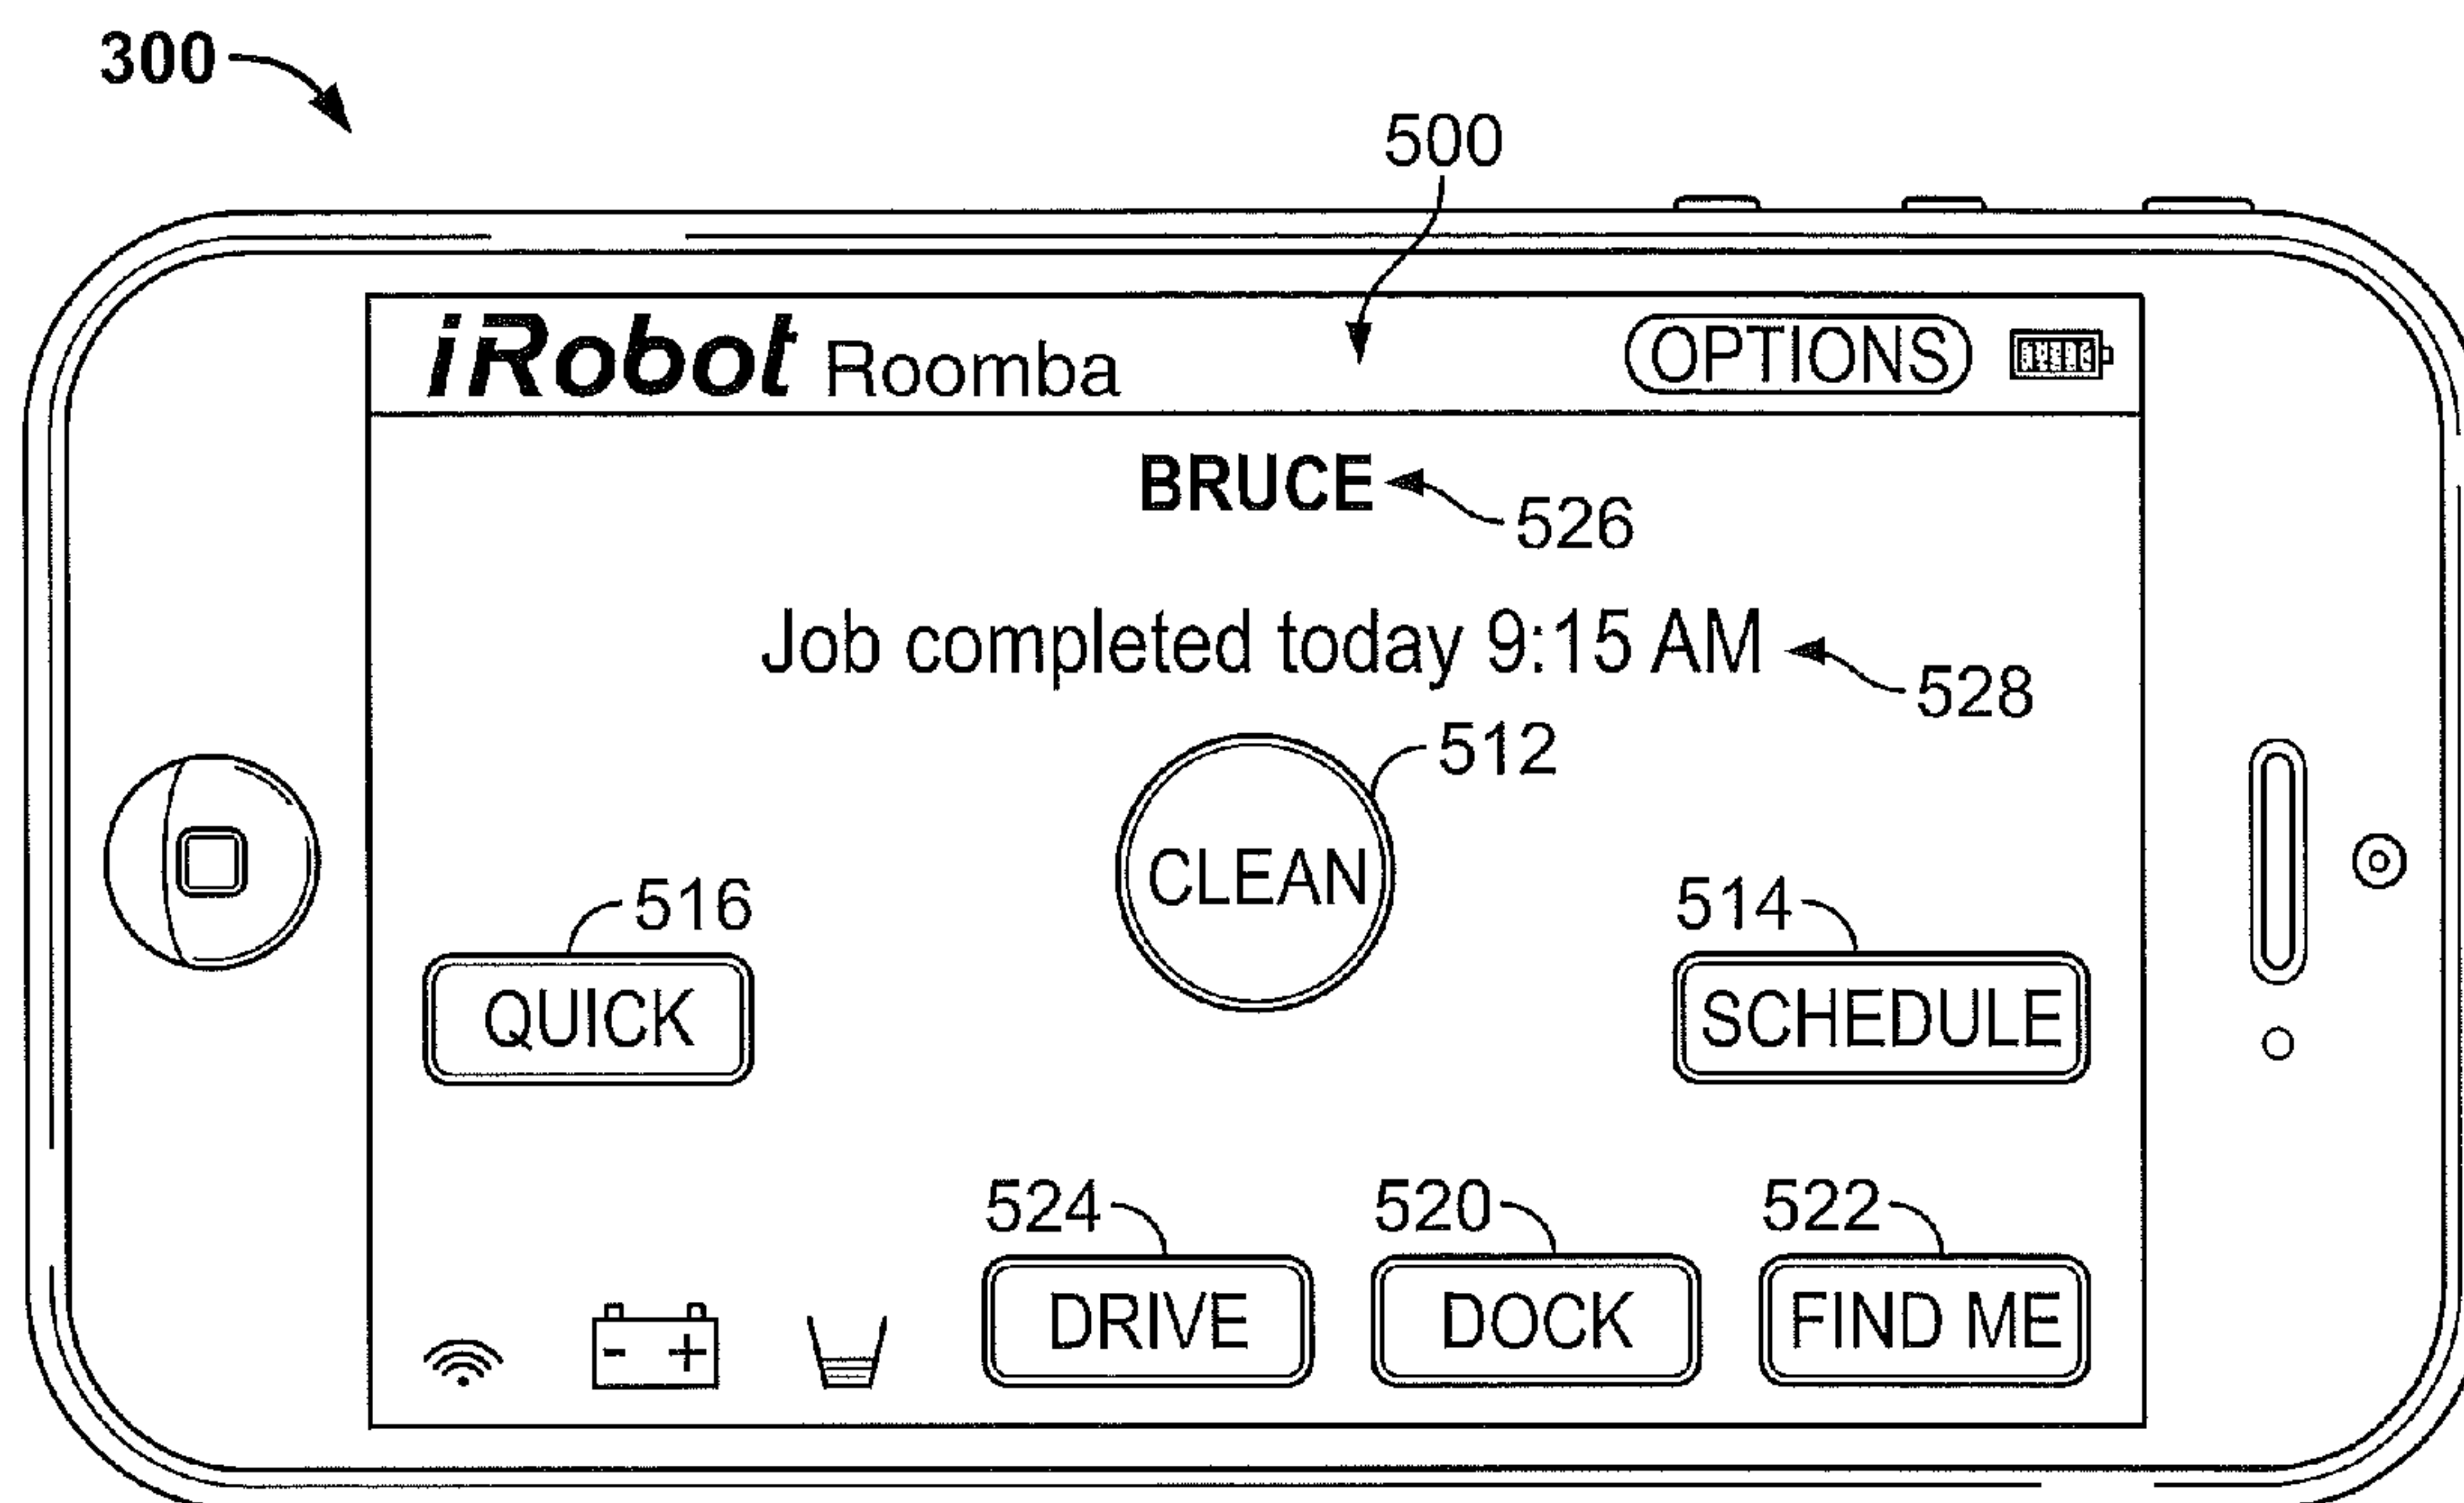 300
500
iRobot Roomba OPTIONS
BRUCE
526
Job completed today 9:15 AM
528
512
CLEAN
516
514
QUICK
SCHEDULE
524 520 522
- +
DRIVE DOCK FIND ME